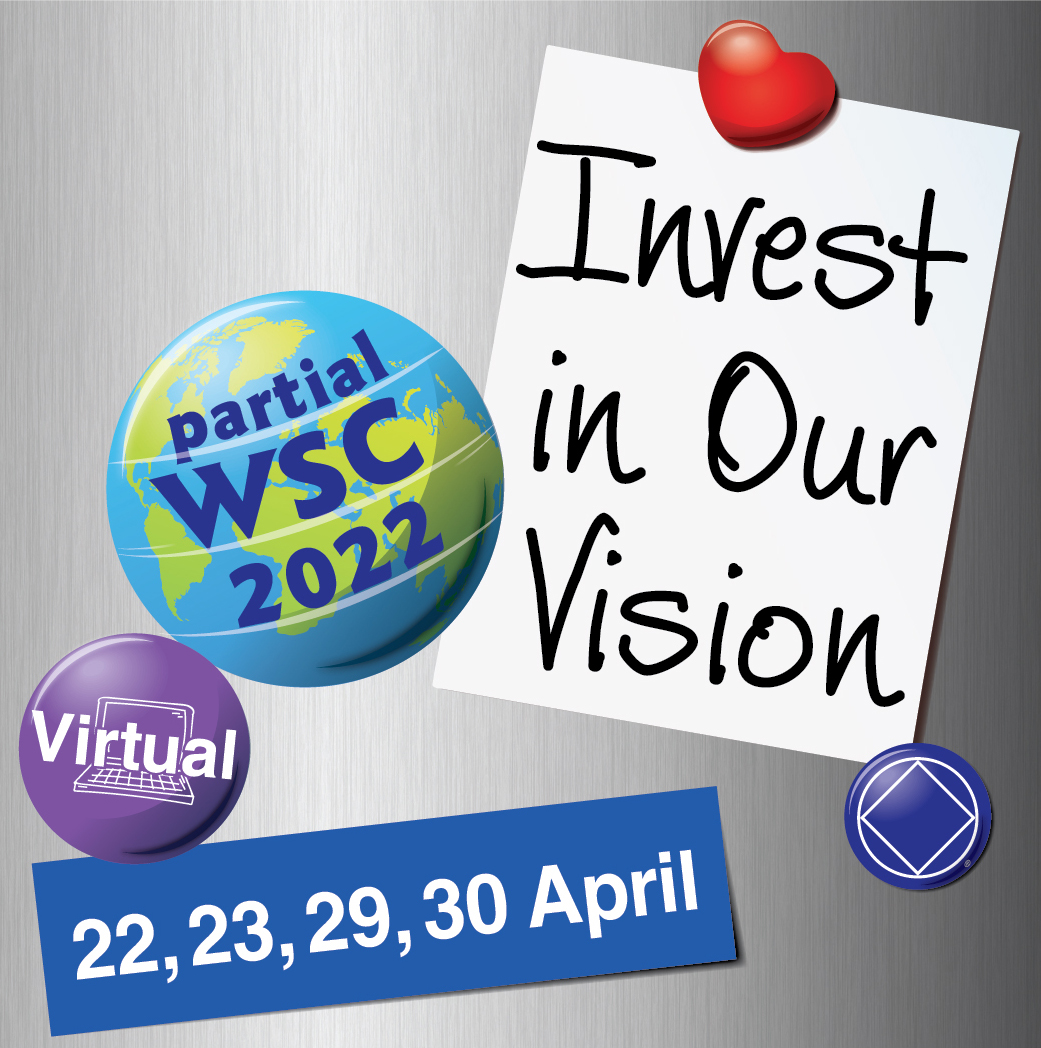 Invest
in Our
Vision
partial
WSC
2022
Virtual
22, 23, 29, 30 April
®